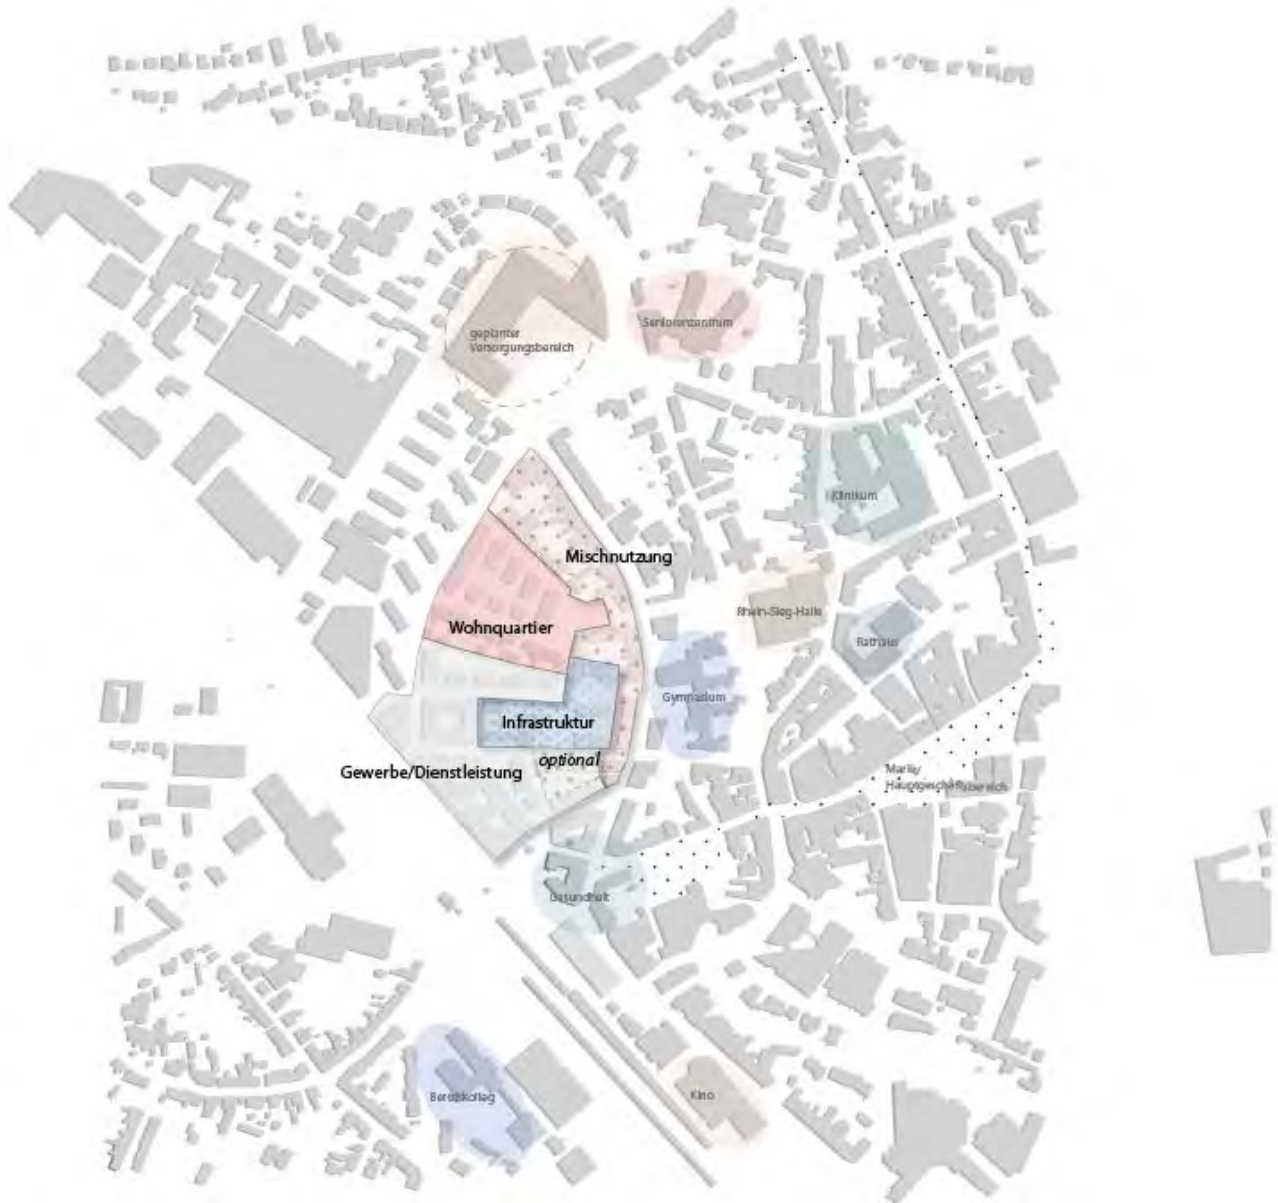 geplanter
Versorgungsbereich
Seniorenzentrum
Klinikum
Mischnutzung
Rhein-Sieg-Halle
Wohnquartier
Rathaus
Gymnasium
Infrastruktur
optional
Gewerbe/Dienstleistung
Markt/
Hauptgeschäftsbereich
Gesundheit
Berufskolleg
Kino